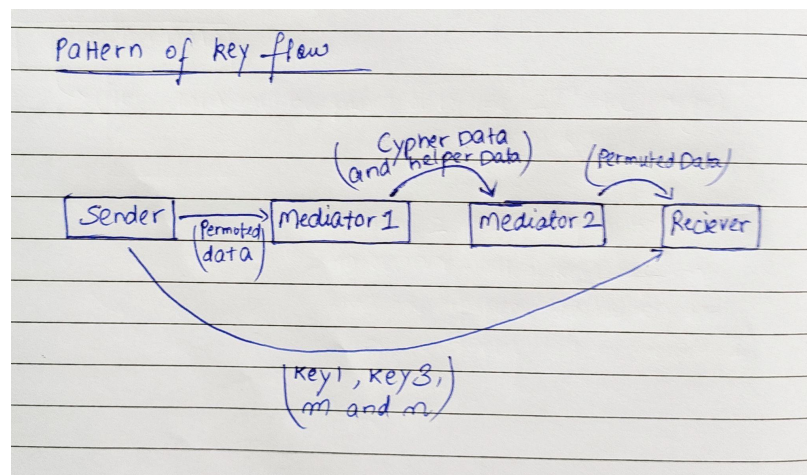 Pattern of key flow
Cypher Data
(and helper Data)
(Permuted Data)
Sender
Mediator 1
Mediator 2
Reciever
(Permuted
data)
(key1, key3,
m and n)